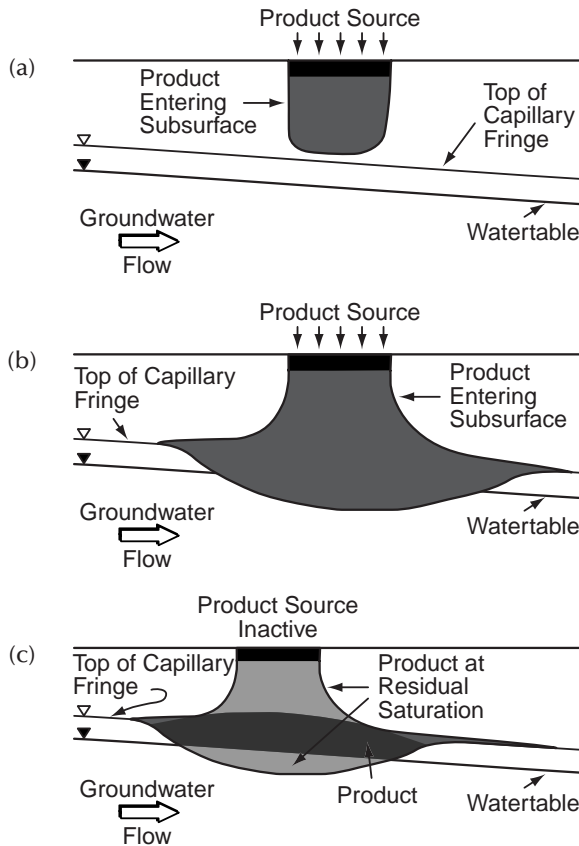 Product Source
(a)
Product
Entering
Subsurface
Top of
Capillary
Fringe
Groundwater
Flow
Watertable
Product Source
(b)
Top of Capillary
Fringe
Product
Entering
Subsurface
Groundwater
Flow
Watertable
Product Source
Inactive
(c)
Top of Capillary
Fringe
Product at
Residual
Saturation
Groundwater
Flow
Product
Watertable